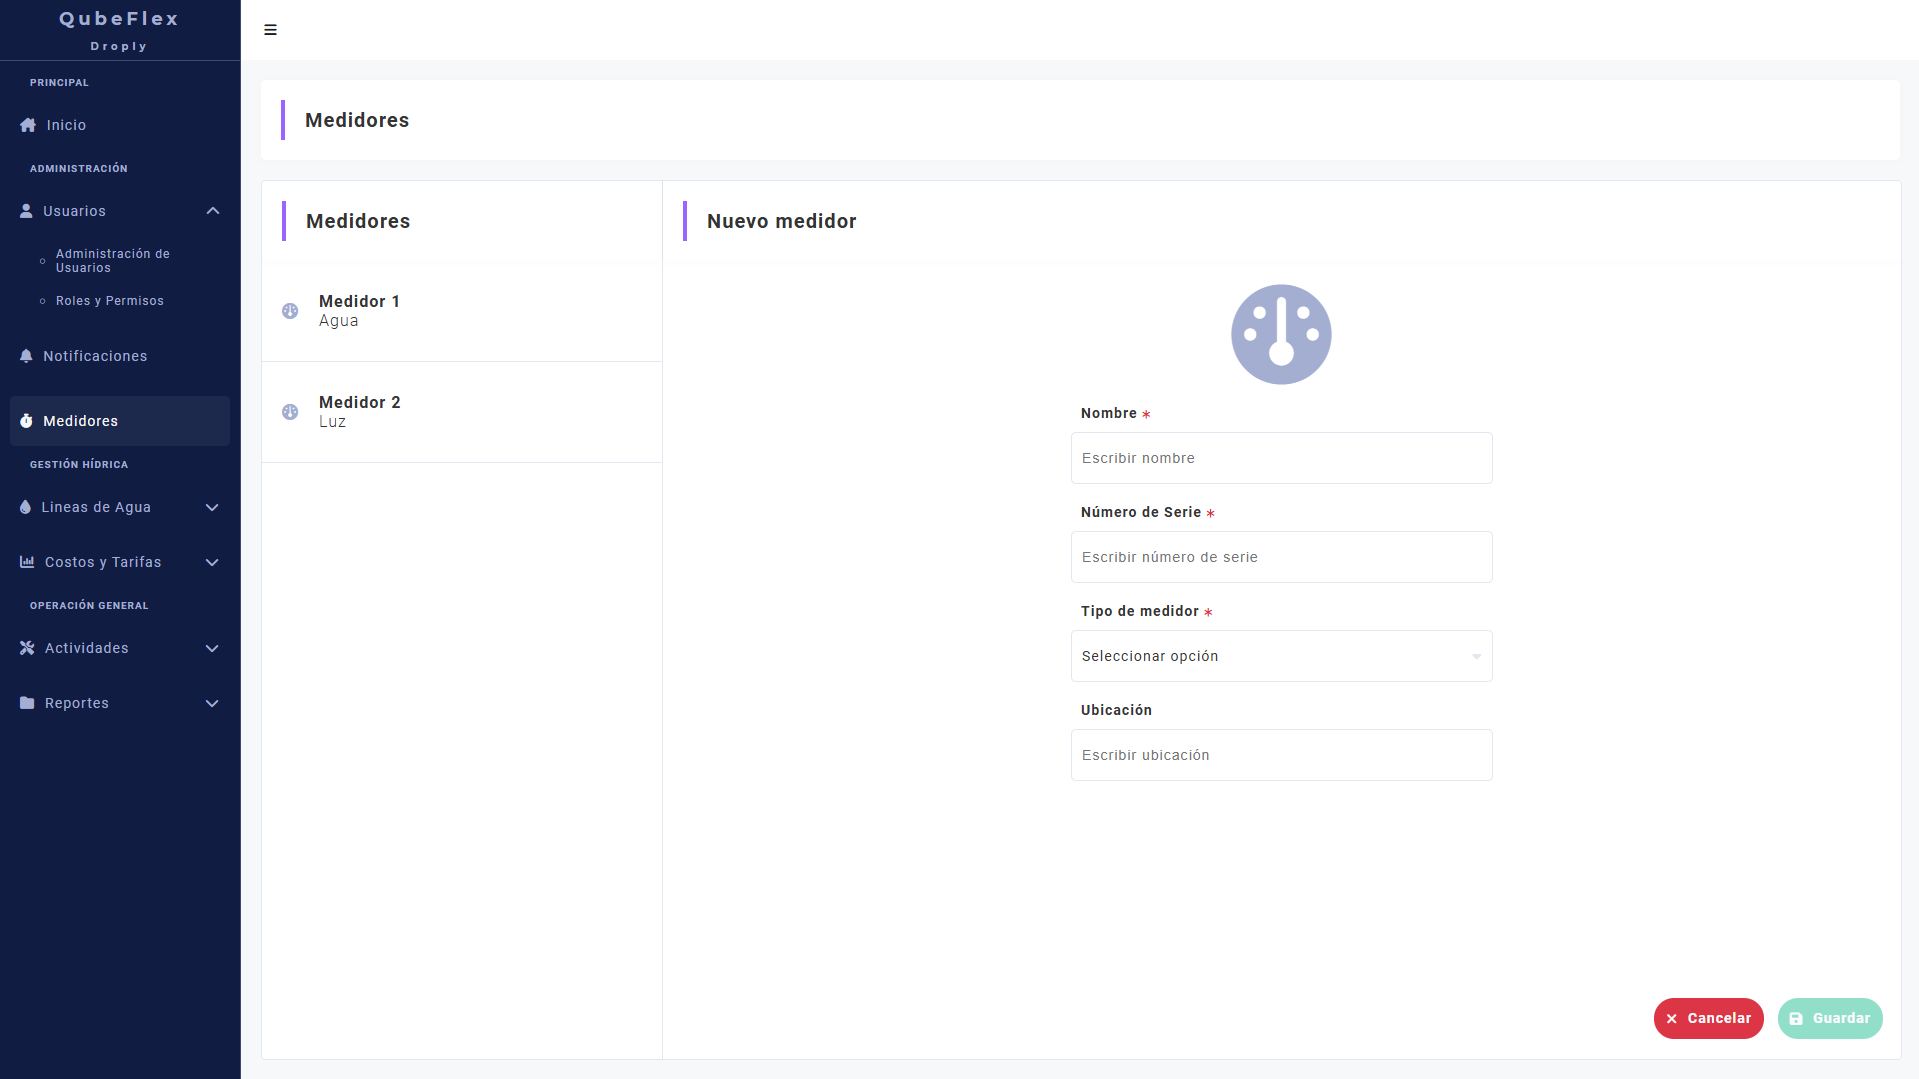 QubeFlex
Droply
PRINCIPAL
Inicio
ADMINISTRACIÓN
Usuarios
Administración de
Usuarios
Roles y Permisos
Notificaciones
Medidores
GESTIÓN HÍDRICA
Lineas de Agua
Costos y Tarifas
OPERACIÓN GENERAL
Actividades
Reportes
Medidores
Medidores
Medidor 1
Agua
Medidor 2
Luz
Nuevo medidor
Nombre *
Escribir nombre
Número de Serie *
Escribir número de serie
Tipo de medidor *
Seleccionar opción
Ubicación
Escribir ubicación
Cancelar
Guardar